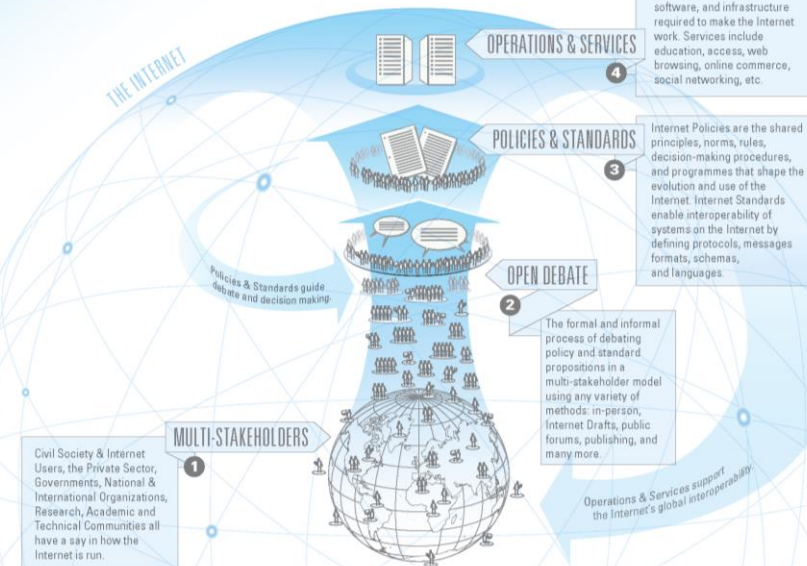 software, and infrastructure
required to make the Internet
work. Services include
education, access, web
browsing, online commerce,
social networking, etc.
OPERATIONS & SERVICES
4
THE INTERNET
POLICIES & STANDARDS
3
Internet Policies are the shared
principles, norms, rules,
decision-making procedures,
and programmes that shape the
evolution and use of the
Internet. Internet Standards
enable interoperability of
systems on the Internet by
defining protocols, messages
formats, schemas,
and languages.
Policies & Standards guide
debate and decision making.
OPEN DEBATE
2
The formal and informal
process of debating
policy and standard
propositions in a
multi-stakeholder model
using any variety of
methods: in-person,
Internet Drafts, public
forums, publishing, and
many more.
MULTI-STAKEHOLDERS
1
Civil Society & Internet
Users, the Private Sector,
Governments, National &
International Organizations,
Research, Academic and
Technical Communities all
have a say in how the
Internet is run.
Operations & Services support
the Internet's global interoperability.